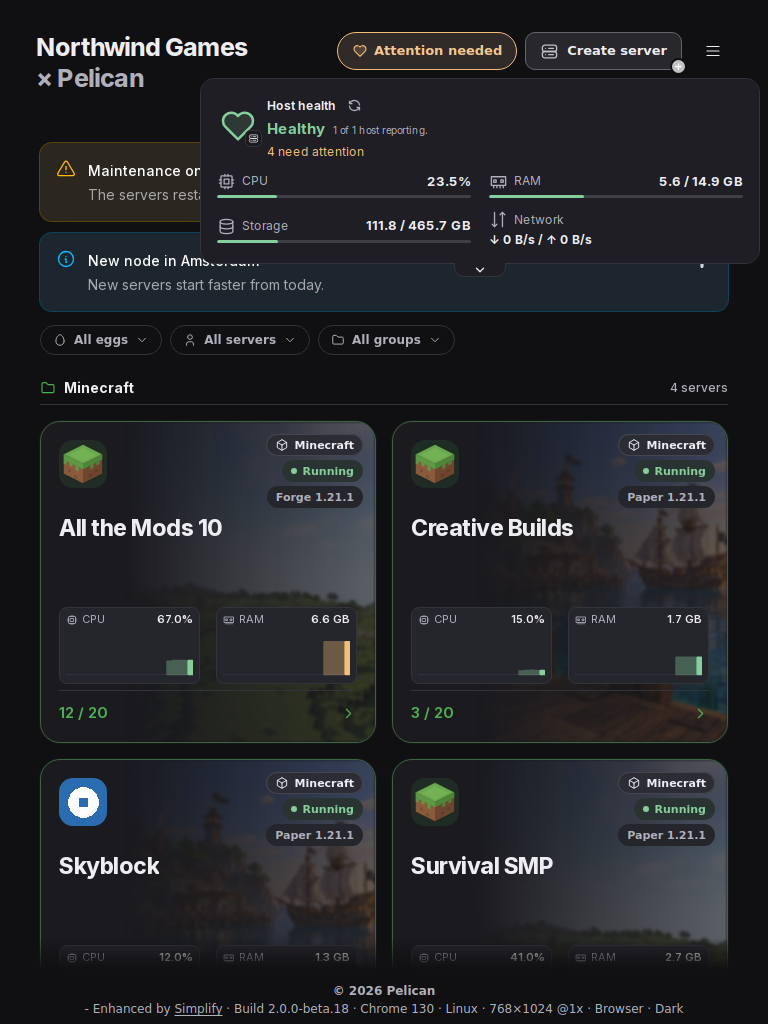 Northwind Games
× Pelican
Attention needed
Create server
Host health
Healthy 1 of 1 host reporting.
4 need attention
CPU 23.5%
RAM 5.6 / 14.9 GB
Storage 111.8 / 465.7 GB
Network
↓ 0 B/s / ↑ 0 B/s
Maintenance on
The servers resta
New node in Amsterdam
New servers start faster from today.
All eggs
All servers
All groups
Minecraft
4 servers
Minecraft
Running
Forge 1.21.1
All the Mods 10
CPU 67.0%
RAM 6.6 GB
12 / 20
Minecraft
Running
Paper 1.21.1
Creative Builds
CPU 15.0%
RAM 1.7 GB
3 / 20
Minecraft
Running
Paper 1.21.1
Skyblock
CPU 12.0%
RAM 1.3 GB
Minecraft
Running
Paper 1.21.1
Survival SMP
CPU 41.0%
RAM 2.7 GB
© 2026 Pelican
- Enhanced by Simplify · Build 2.0.0-beta.18 · Chrome 130 · Linux · 768×1024 @1x · Browser · Dark